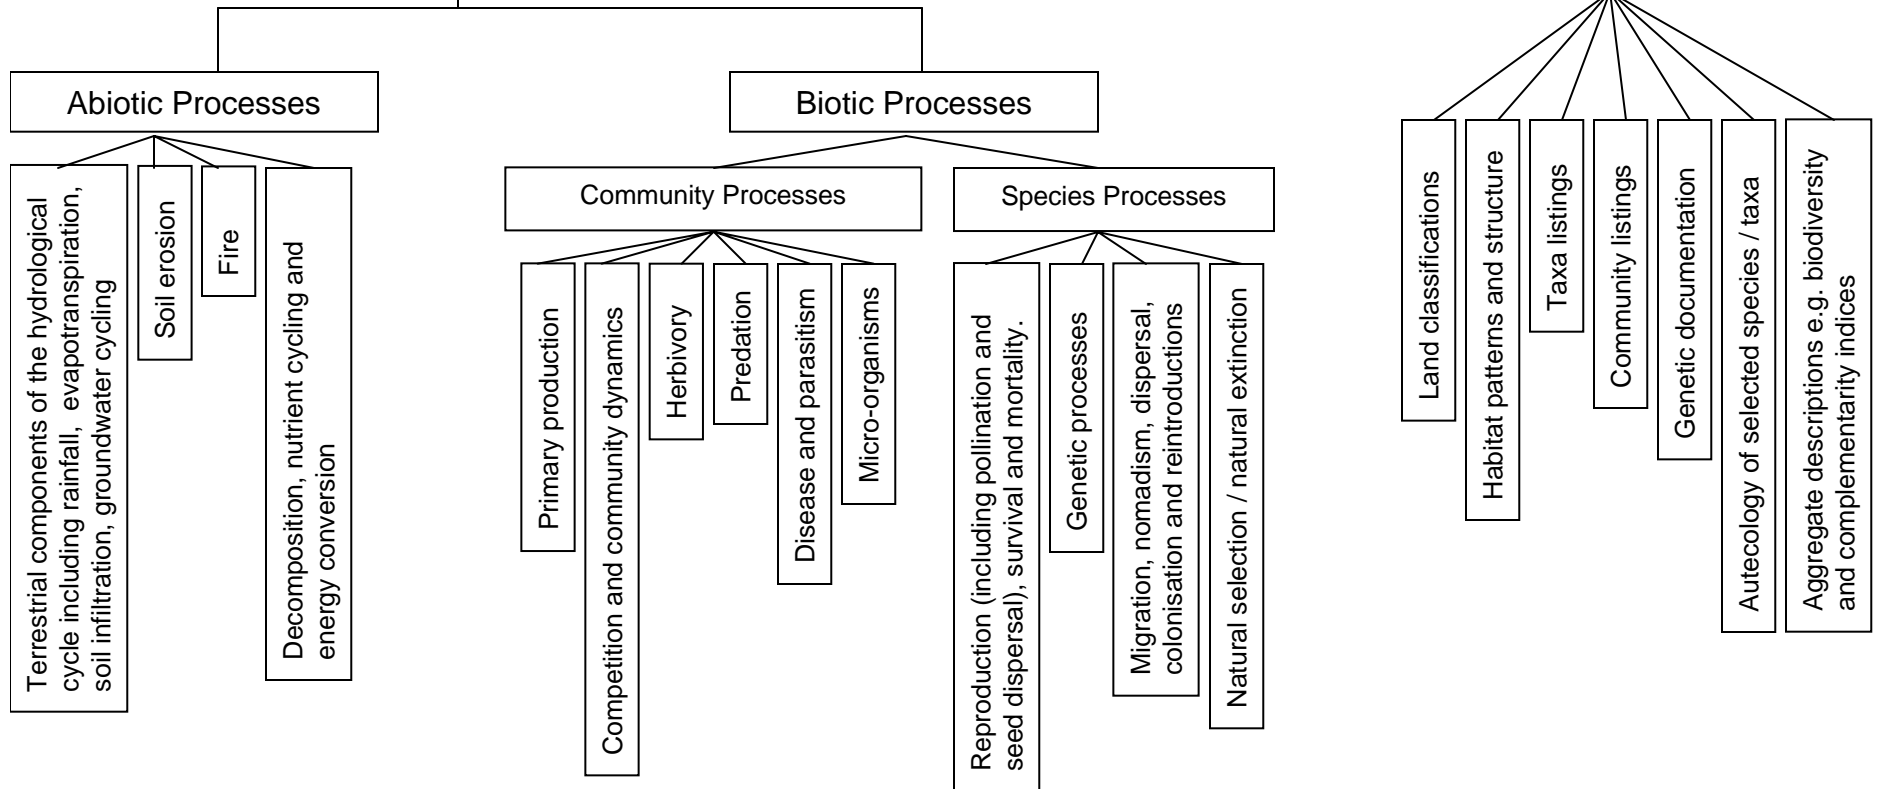 Abiotic Processes
Biotic Processes
Community Processes
Species Processes
Terrestrial components of the hydrological
cycle including rainfall, evapotranspiration,
soil infiltration, groundwater cycling
Soil erosion
Fire
Decomposition, nutrient cycling and
energy conversion
Primary production
Competition and community dynamics
Herbivory
Predation
Disease and parasitism
Micro-organisms
Reproduction (including pollination and
seed dispersal), survival and mortality.
Genetic processes
Migration, nomadism, dispersal,
colonisation and reintroductions
Natural selection / natural extinction
Land classifications
Habitat patterns and structure
Taxa listings
Community listings
Genetic documentation
Autecology of selected species / taxa
Aggregate descriptions e.g. biodiversity
and complementarity indices